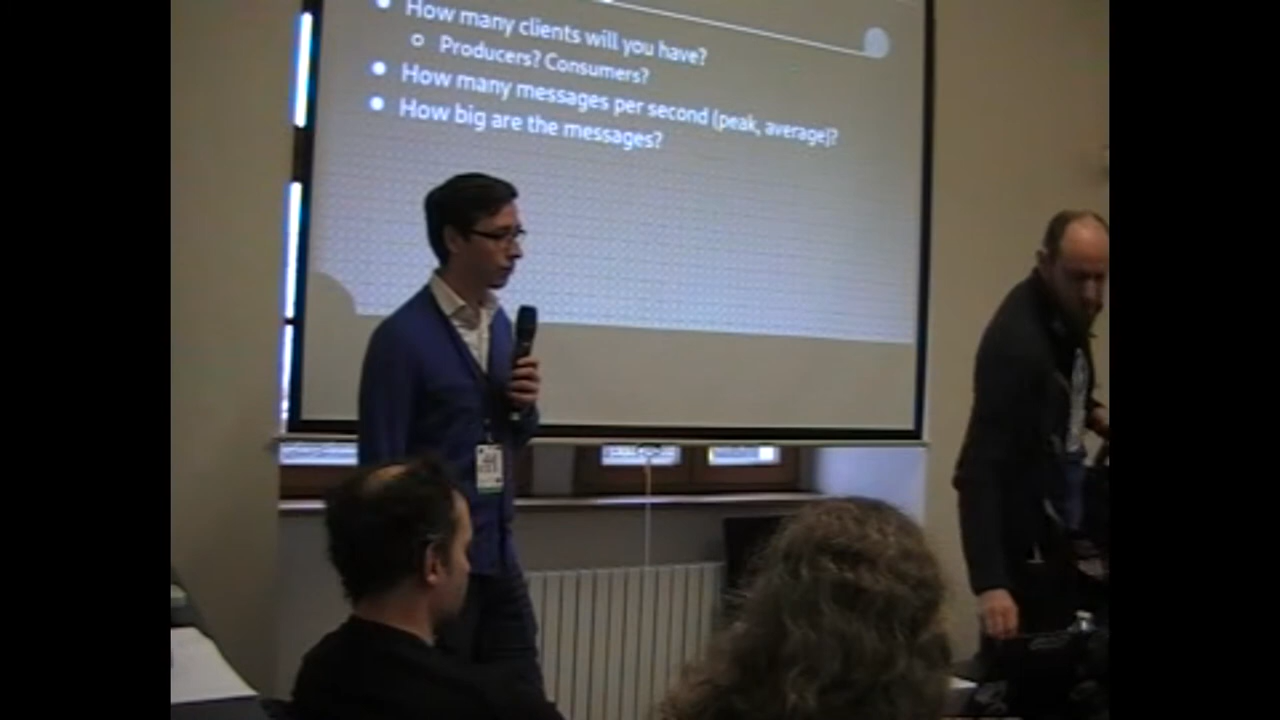 How many clients will you have?
Producers? Consumers?
How many messages per second (peak, average)?
How big are the messages?